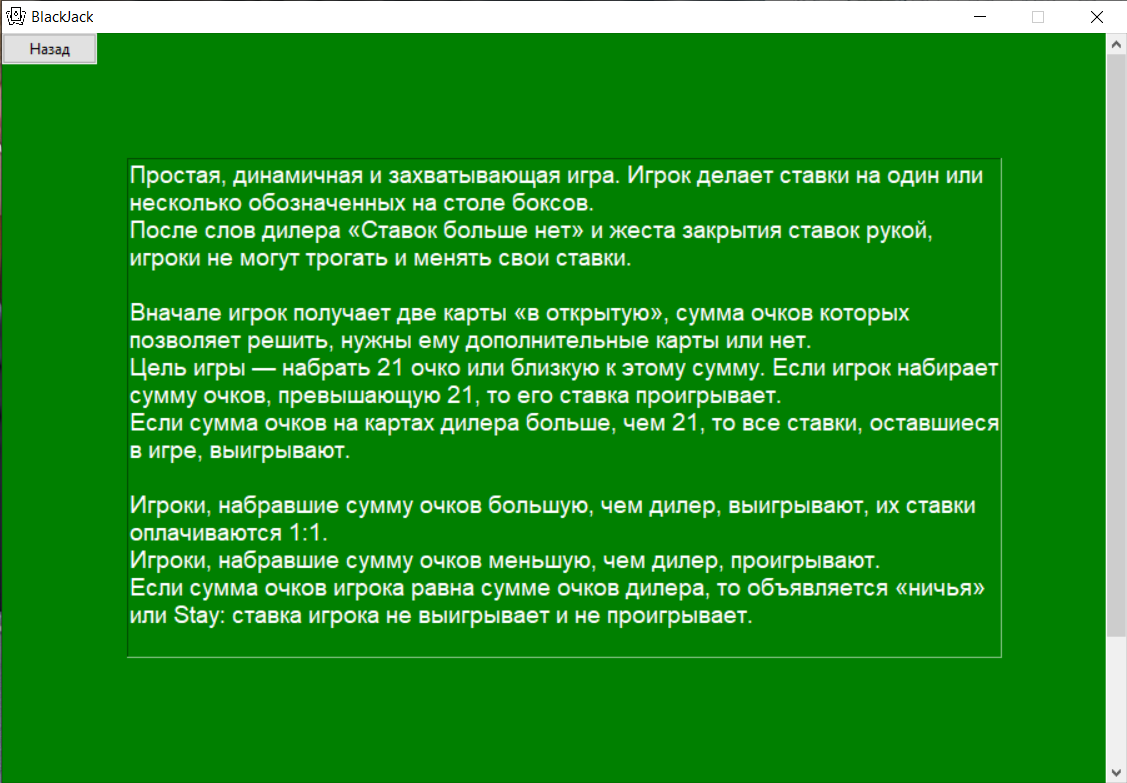 BlackJack
Назад
Простая, динамичная и захватывающая игра. Игрок делает ставки на один или
несколько обозначенных на столе боксов.
После слов дилера «Ставок больше нет» и жеста закрытия ставок рукой,
игроки не могут трогать и менять свои ставки.
Вначале игрок получает две карты «в открытую», сумма очков которых
позволяет решить, нужны ему дополнительные карты или нет.
Цель игры — набрать 21 очко или близкую к этому сумму. Если игрок набирает
сумму очков, превышающую 21, то его ставка проигрывает.
Если сумма очков на картах дилера больше, чем 21, то все ставки, оставшиеся
в игре, выигрывают.
Игроки, набравшие сумму очков большую, чем дилер, выигрывают, их ставки
оплачиваются 1:1.
Игроки, набравшие сумму очков меньшую, чем дилер, проигрывают.
Если сумма очков игрока равна сумме очков дилера, то объявляется «ничья»
или Stay: ставка игрока не выигрывает и не проигрывает.